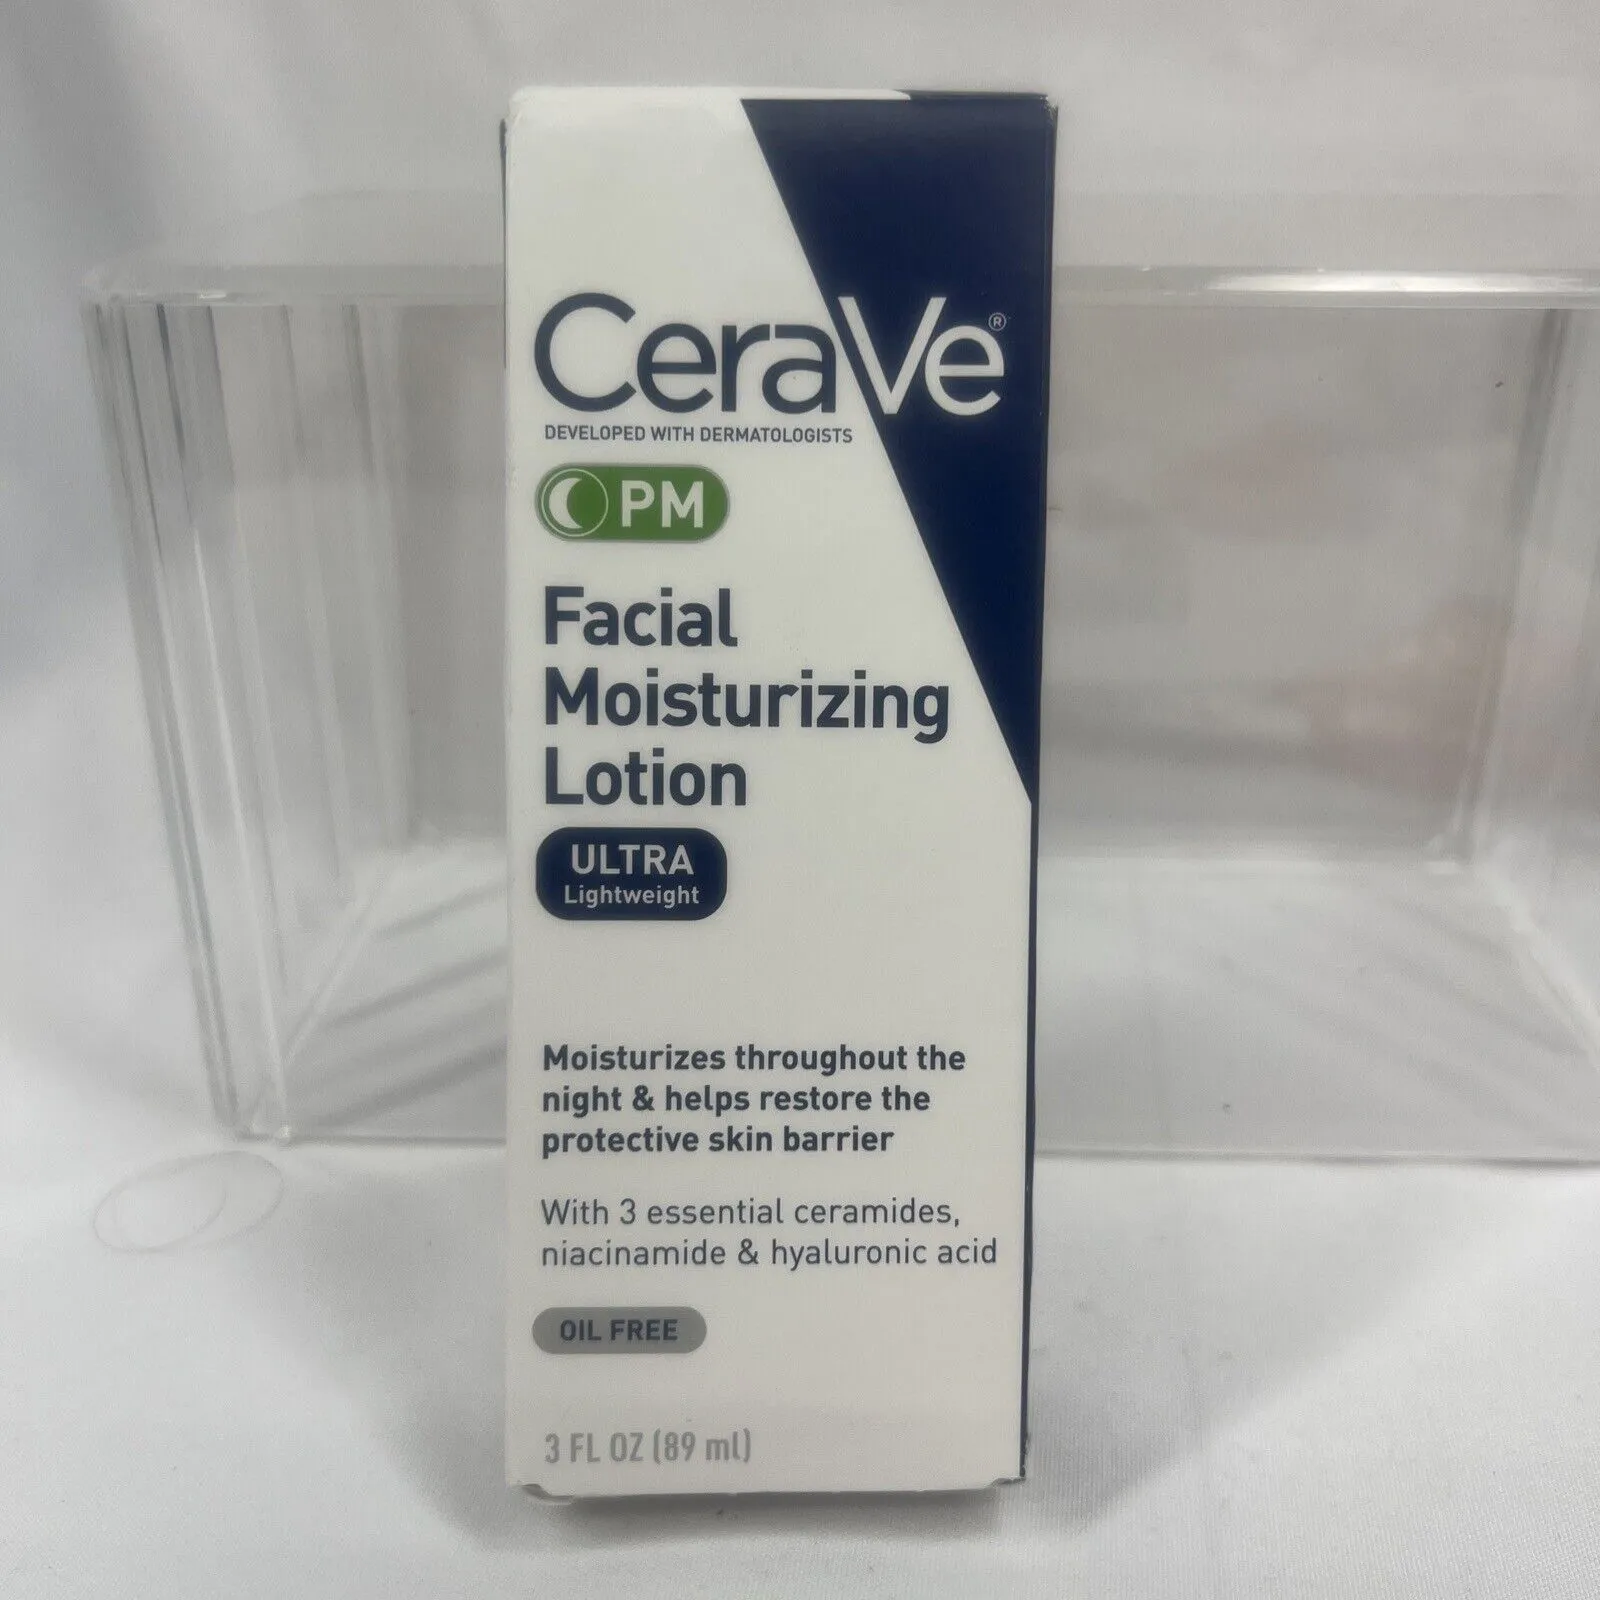 CeraVe®
DEVELOPED WITH DERMATOLOGISTS
PM
Facial
Moisturizing
Lotion
ULTRA
Lightweight
Moisturizes throughout the
night & helps restore the
protective skin barrier
With 3 essential ceramides,
niacinamide & hyaluronic acid
OIL FREE
3 FL OZ (89 ml)